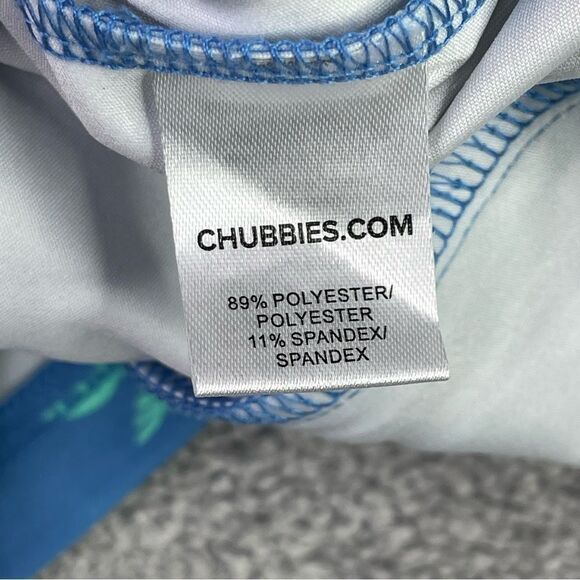 CHUBBIES.COM
89% POLYESTER/
POLYESTER
11% SPANDEX/
SPANDEX